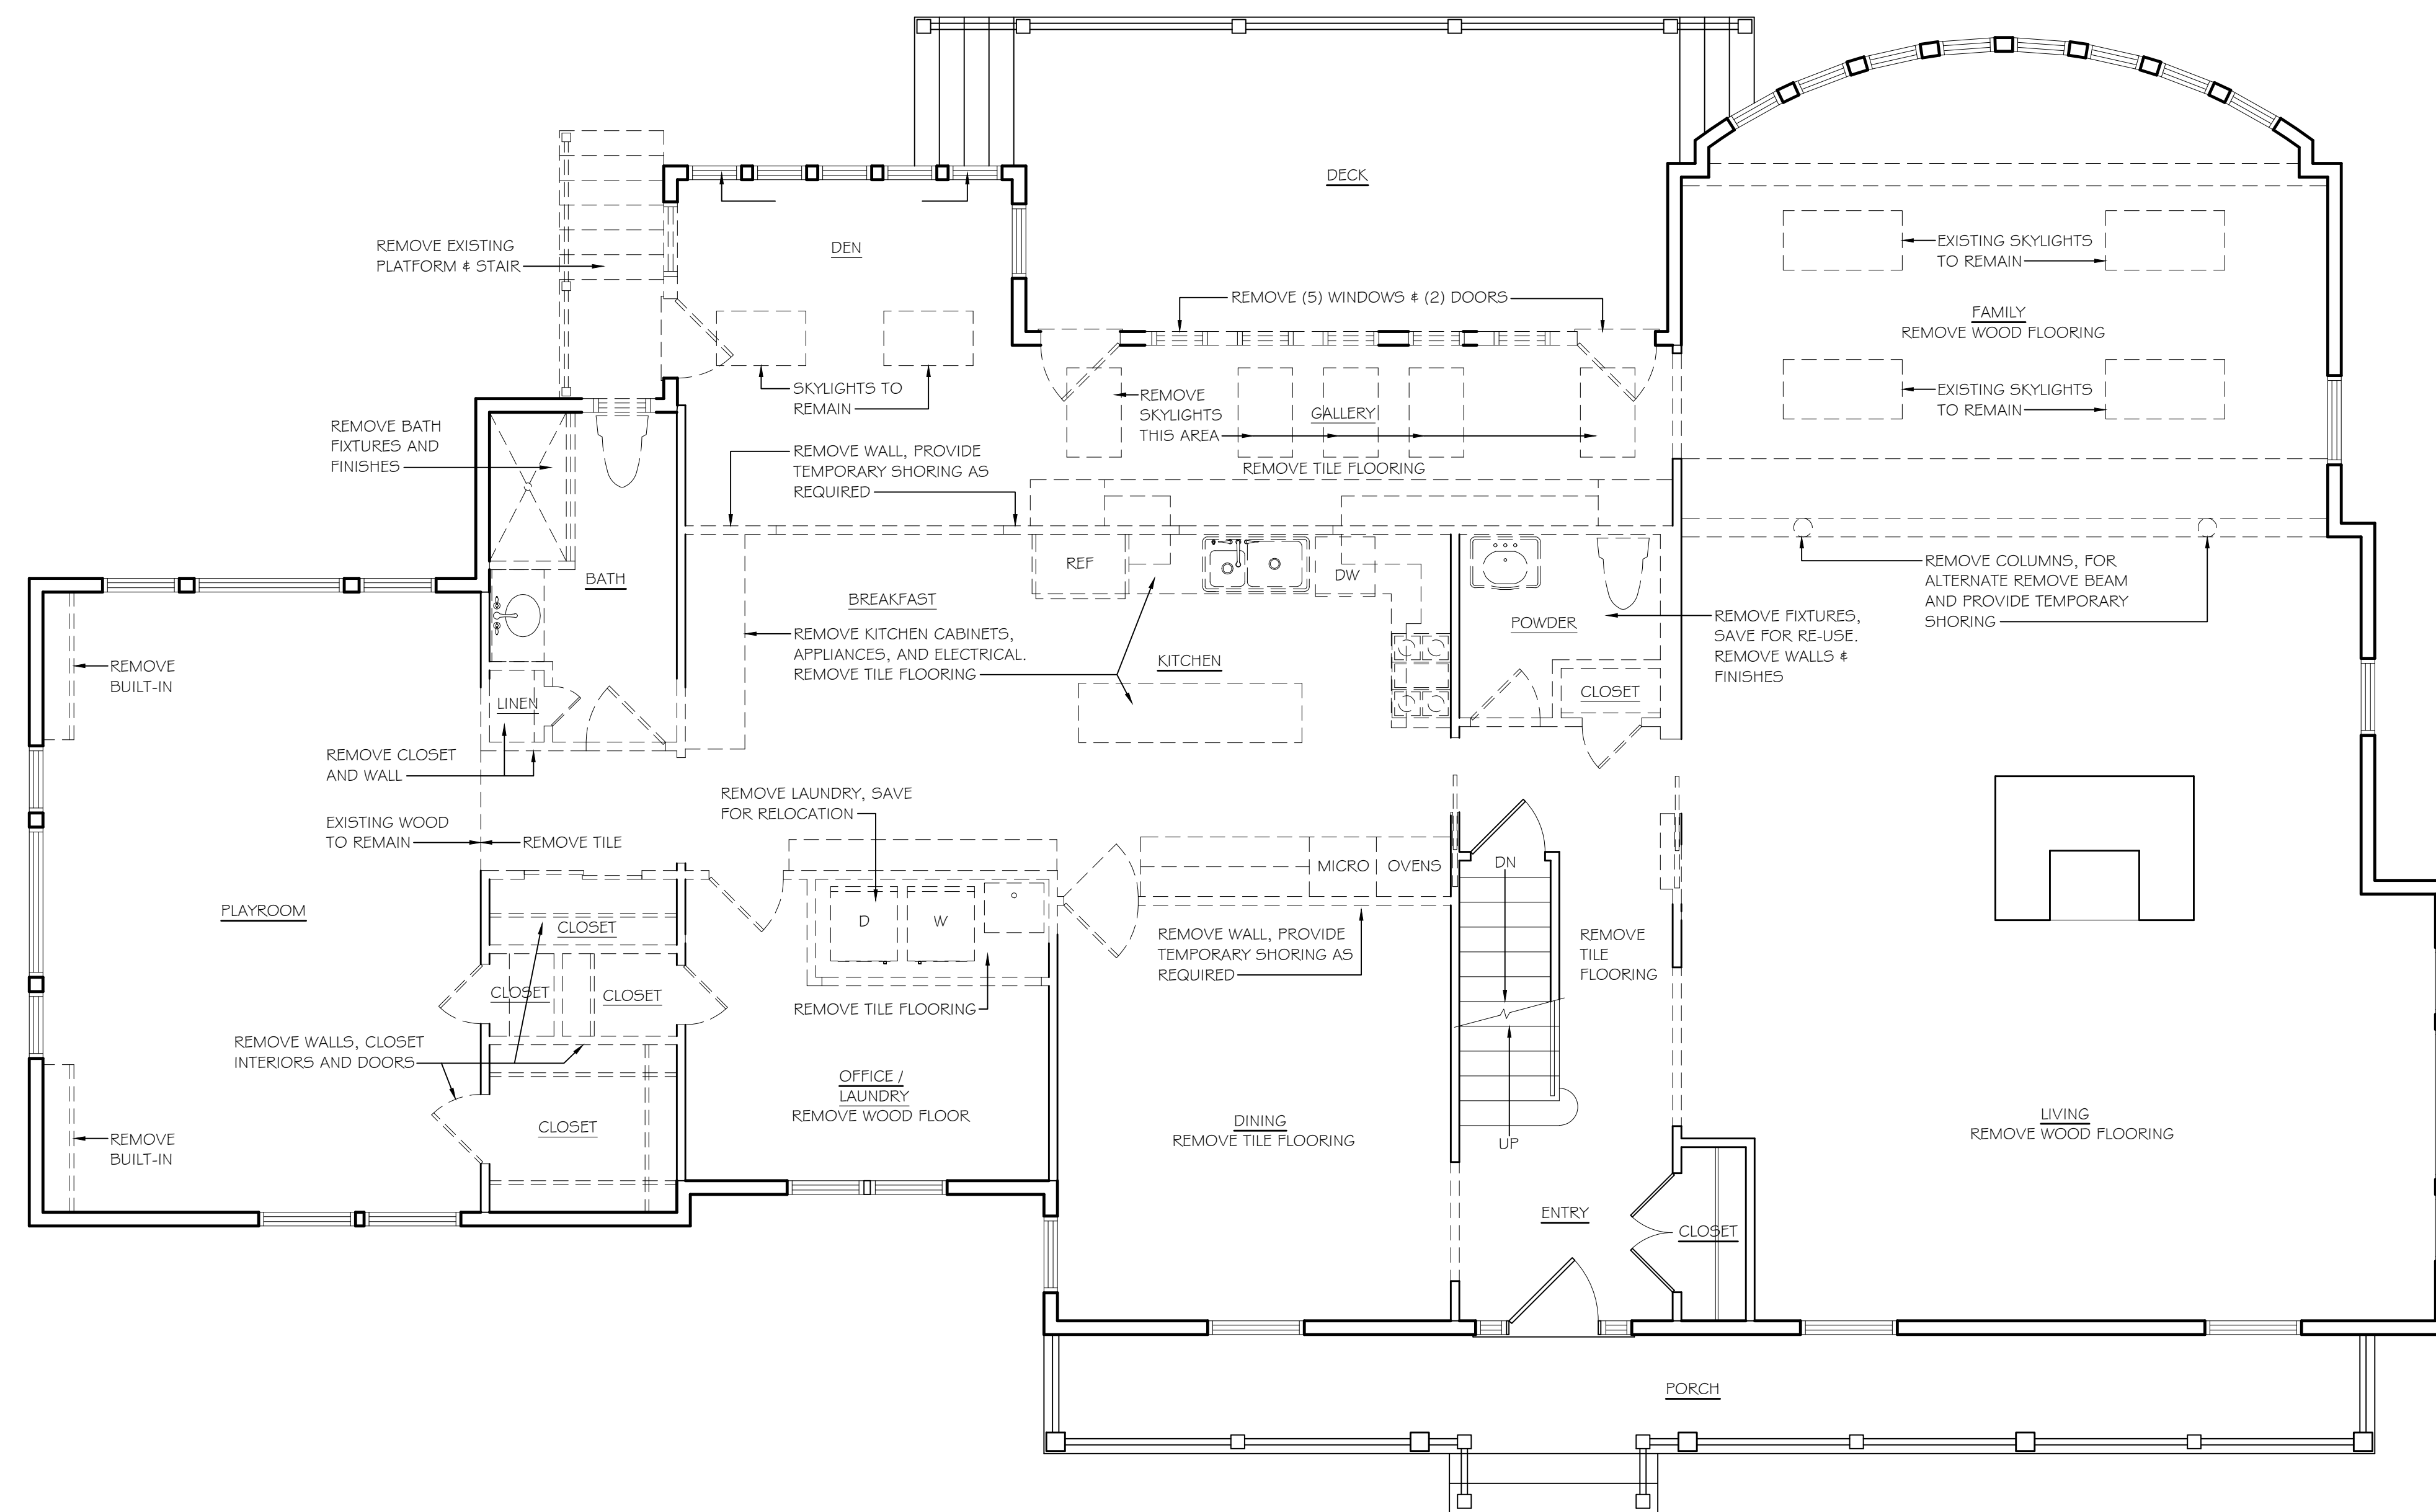 DECK
REMOVE EXISTING
PLATFORM & STAIR
DEN
EXISTING SKYLIGHTS
TO REMAIN
REMOVE (5) WINDOWS & (2) DOORS
FAMILY
REMOVE WOOD FLOORING
SKYLIGHTS TO
REMAIN
REMOVE
SKYLIGHTS
THIS AREA
GALLERY
EXISTING SKYLIGHTS
TO REMAIN
REMOVE BATH
FIXTURES AND
FINISHES
REMOVE WALL, PROVIDE
TEMPORARY SHORING AS
REQUIRED
REMOVE TILE FLOORING
BATH
REF
DW
BREAKFAST
REMOVE COLUMNS, FOR
ALTERNATE REMOVE BEAM
AND PROVIDE TEMPORARY
SHORING
POWDER
REMOVE FIXTURES,
SAVE FOR RE-USE.
REMOVE WALLS &
FINISHES
REMOVE KITCHEN CABINETS,
APPLIANCES, AND ELECTRICAL.
REMOVE TILE FLOORING
KITCHEN
REMOVE
BUILT-IN
LINEN
CLOSET
REMOVE CLOSET
AND WALL
REMOVE LAUNDRY, SAVE
FOR RELOCATION
EXISTING WOOD
TO REMAIN
REMOVE TILE
MICRO
OVENS
DN
PLAYROOM
CLOSET
D
W
REMOVE WALL, PROVIDE
TEMPORARY SHORING AS
REQUIRED
REMOVE
TILE
FLOORING
CLOSET
CLOSET
REMOVE TILE FLOORING
REMOVE WALLS, CLOSET
INTERIORS AND DOORS
OFFICE /
LAUNDRY
REMOVE WOOD FLOOR
CLOSET
DINING
REMOVE TILE FLOORING
UP
LIVING
REMOVE WOOD FLOORING
REMOVE
BUILT-IN
ENTRY
CLOSET
PORCH